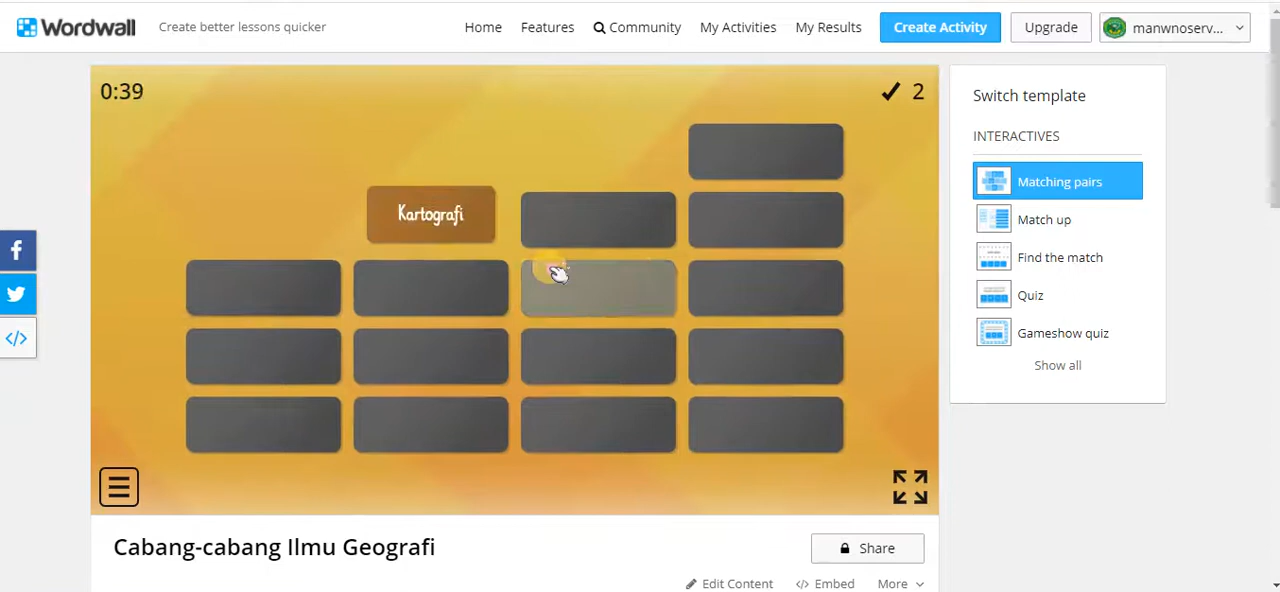 Wordwall
Create better lessons quicker
Home
Features
Community
My Activities
My Results
Create Activity
Upgrade
manwnoserv...
0:39
2
Kartografi
Switch template
INTERACTIVES
Matching pairs
Match up
Find the match
Quiz
Gameshow quiz
Show all
Cabang-cabang Ilmu Geografi
Share
Edit Content
</> Embed
More